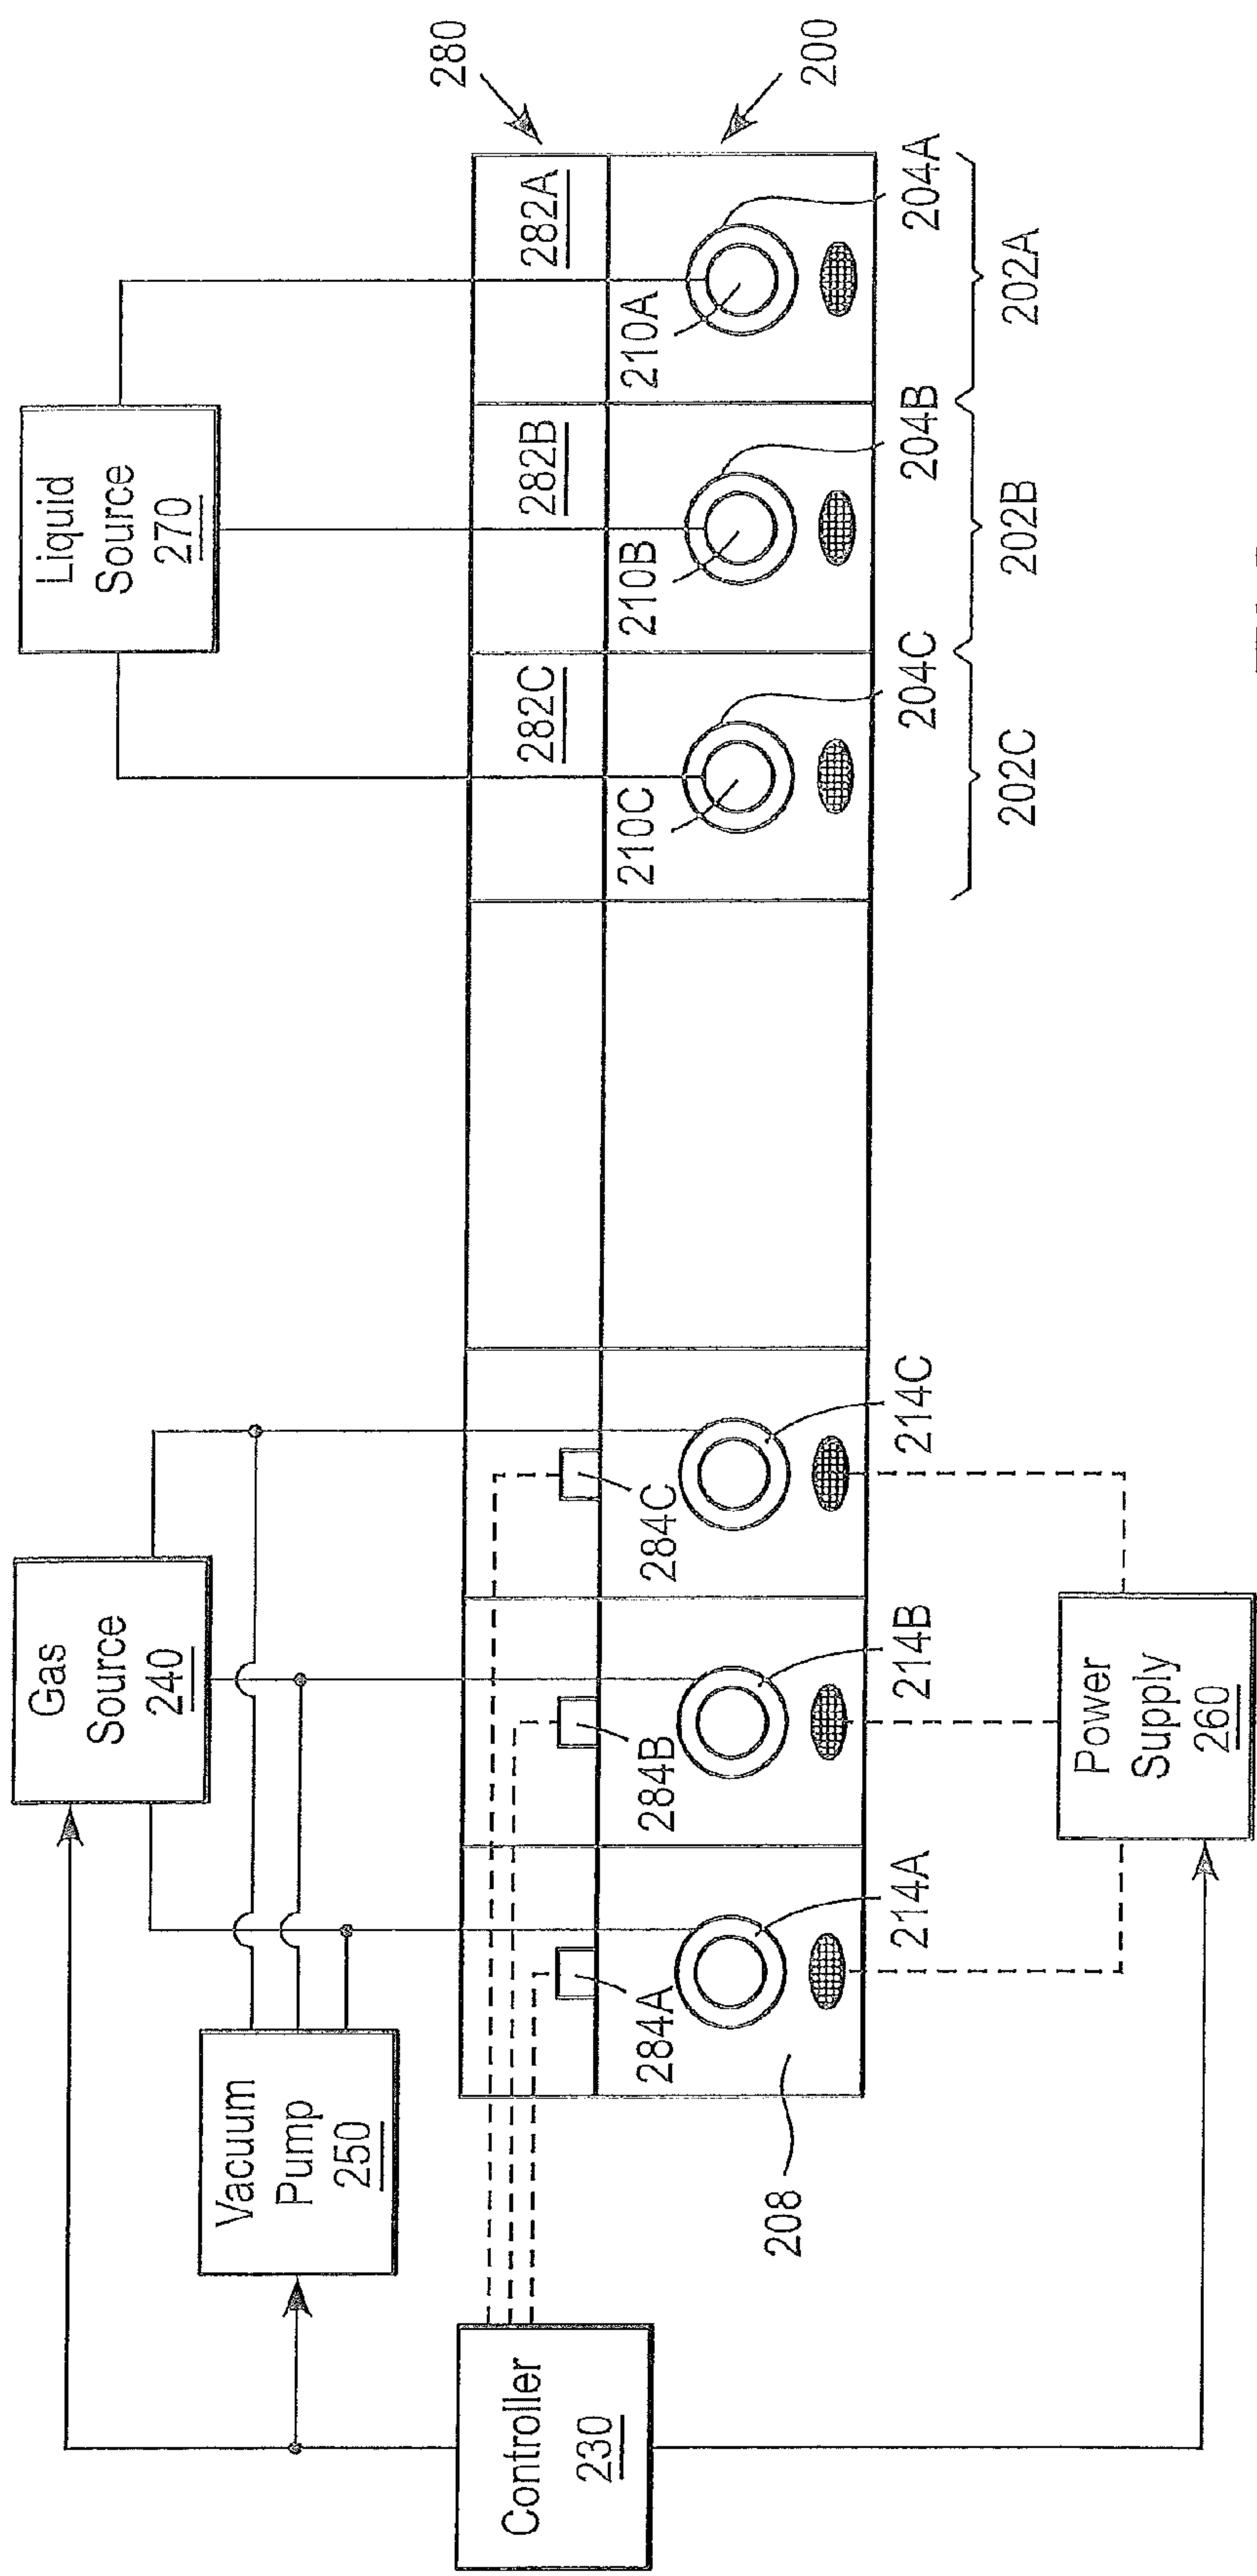 Controller
230
Vacuum
Pump
250
Gas
Source
240
Liquid
Source
270
Power
Supply
260
280
200
282A
282B
282C
284A
284B
284C
210A
210B
210C
214A
214B
214C
204A
204B
204C
202A
202B
202C
208